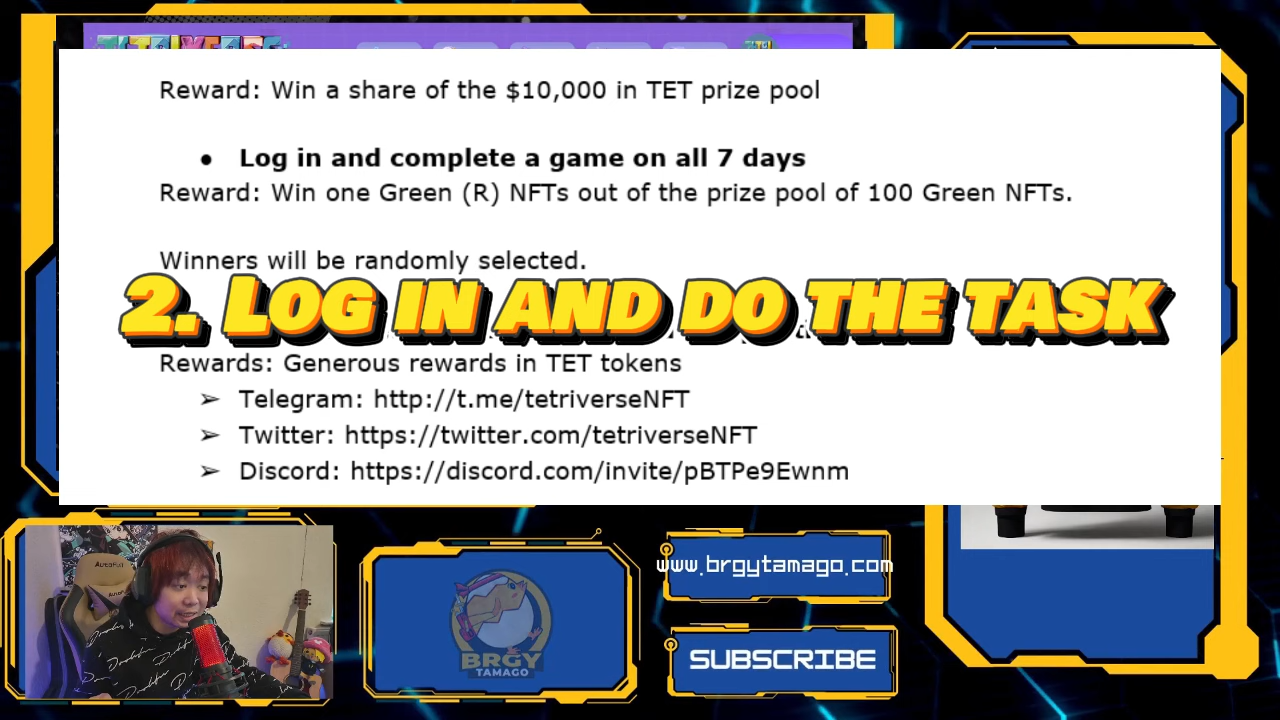 TETRIVERSE
Reward: Win a share of the $10,000 in TET prize pool
● Log in and complete a game on all 7 days
Reward: Win one Green (R) NFTs out of the prize pool of 100 Green NFTs.
Winners will be randomly selected.
2. LOG IN AND DO THE TASK
Rewards: Generous rewards in TET tokens
➢ Telegram: http://t.me/tetriverseNFT
➢ Twitter: https://twitter.com/tetriverseNFT
➢ Discord: https://discord.com/invite/pBTPe9Ewnm
AUTOFULL
BRGY
TAMAGO
www.brgytamago.com
SUBSCRIBE